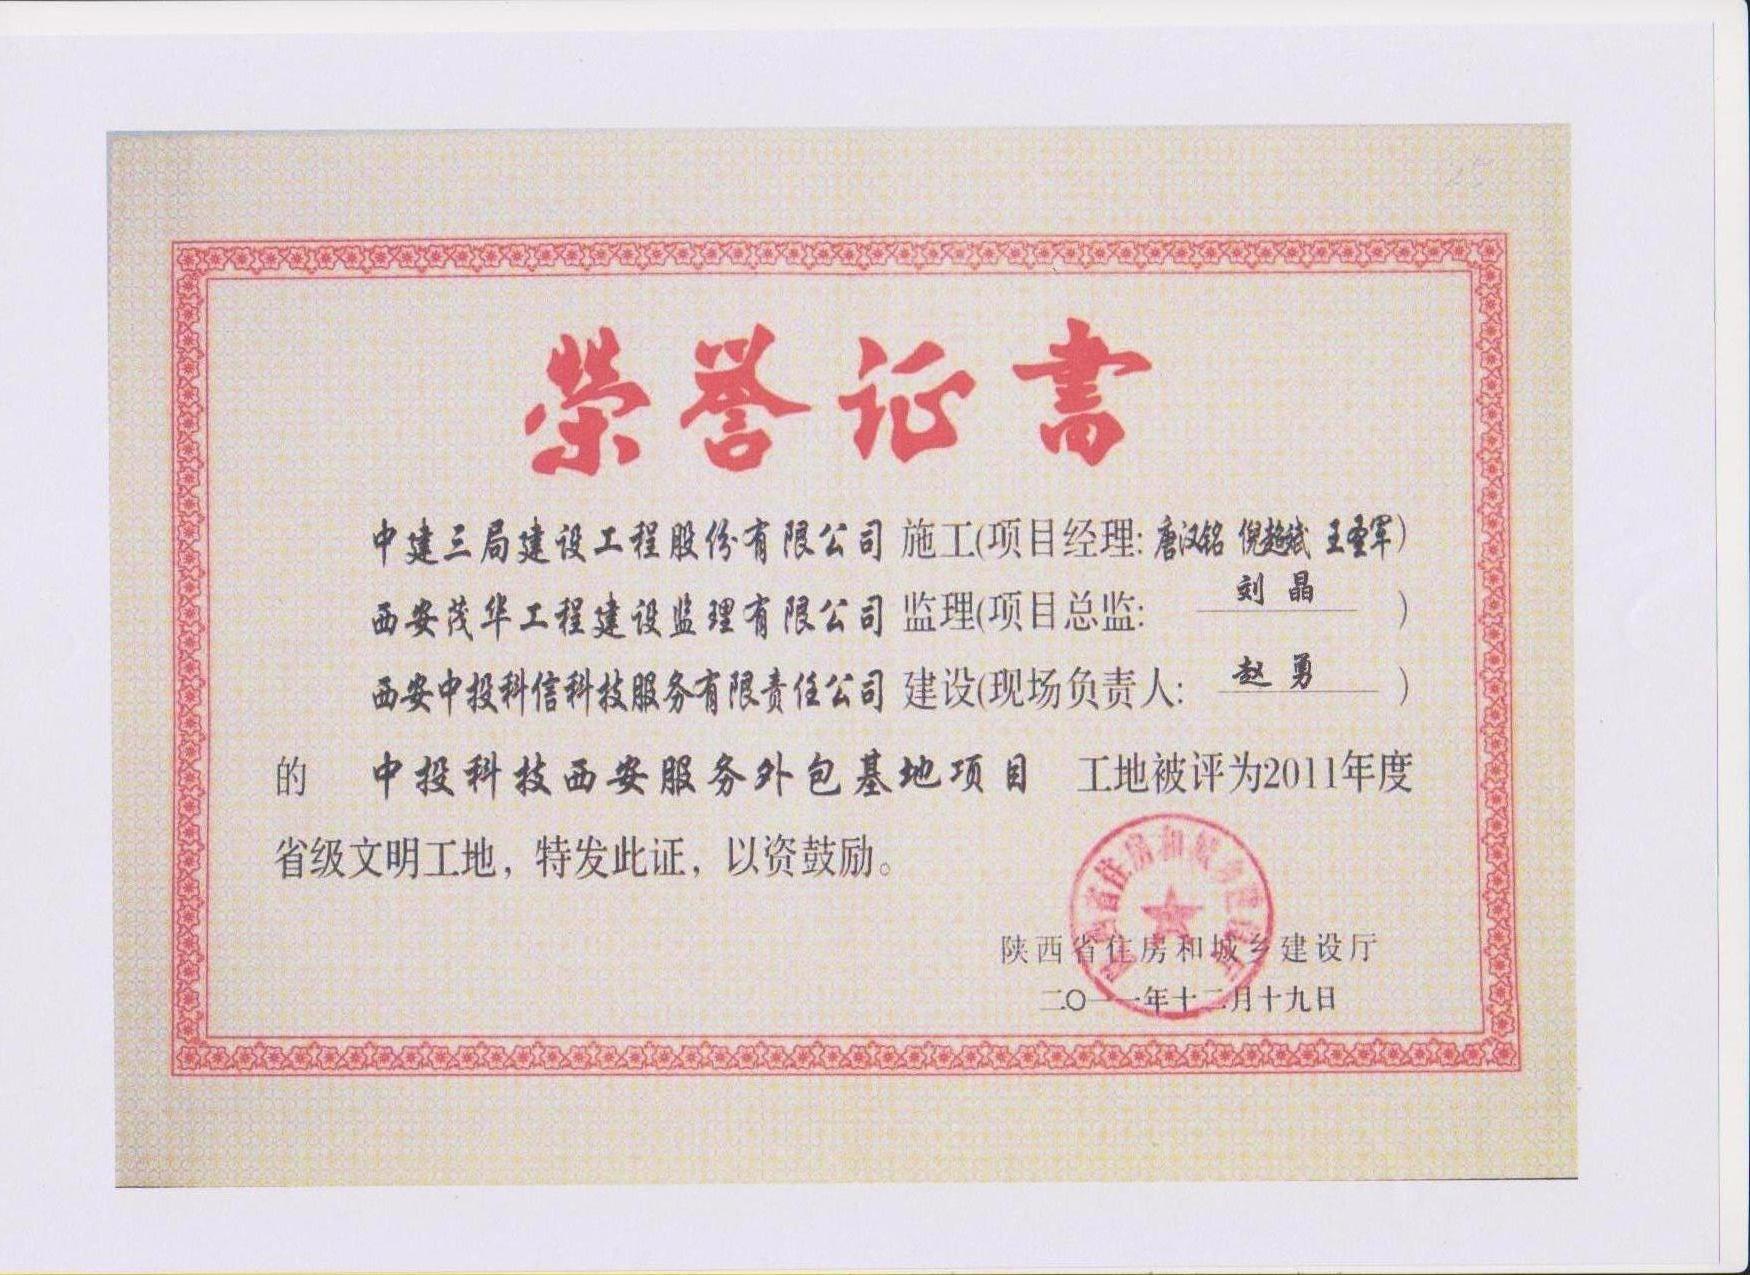 荣誉证书
中建三局建设工程股份有限公司 施工(项目经理: 唐汉铭 倪超斌 王圣军)
西安茂华工程建设监理有限公司 监理(项目总监: 刘晶)
西安中投科信科技服务有限责任公司 建设(现场负责人: 赵勇)
的 中投科技西安服务外包基地项目 工地被评为2011年度
省级文明工地，特发此证，以资鼓励。
陕西省住房和城乡建设厅
二〇一一年十二月十九日